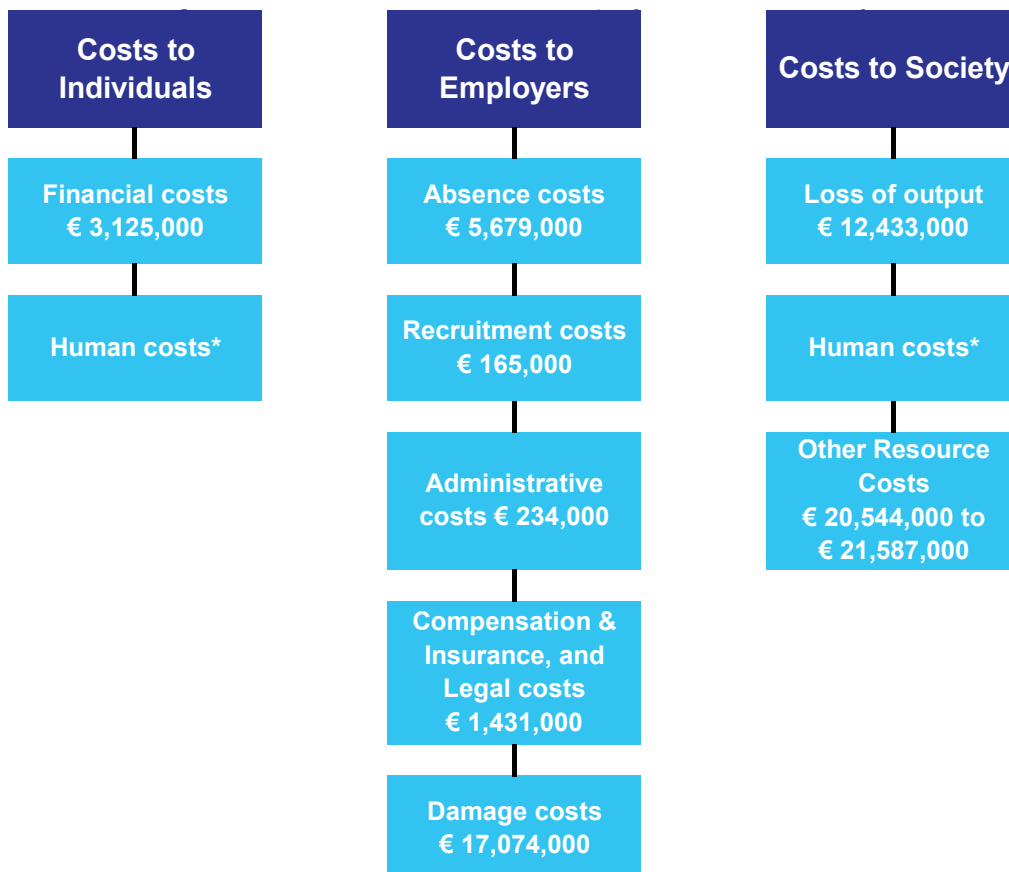 Costs to
Individuals
Financial costs
€ 3,125,000
Human costs*
Costs to
Employers
Absence costs
€ 5,679,000
Recruitment costs
€ 165,000
Administrative
costs € 234,000
Compensation &
Insurance, and
Legal costs
€ 1,431,000
Damage costs
€ 17,074,000
Costs to Society
Loss of output
€ 12,433,000
Human costs*
Other Resource
Costs
€ 20,544,000 to
€ 21,587,000